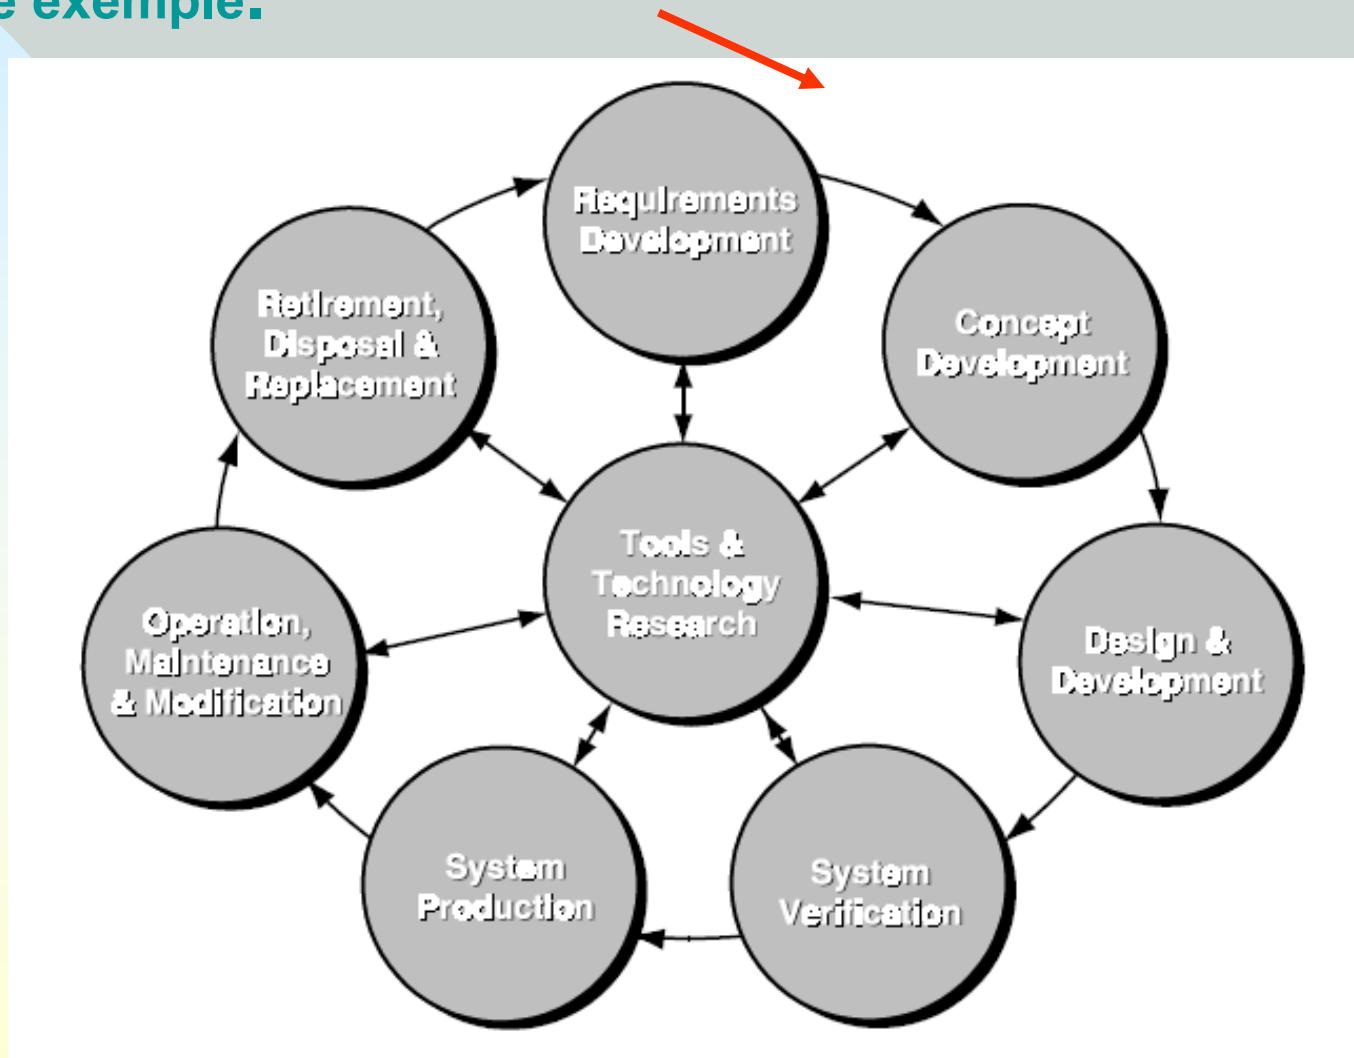 e exemple.
Requirements
Development
Concept
Development
Design &
Development
System
Verification
System
Production
Operation,
Maintenance
& Modification
Retirement,
Disposal &
Replacement
Tools &
Technology
Research